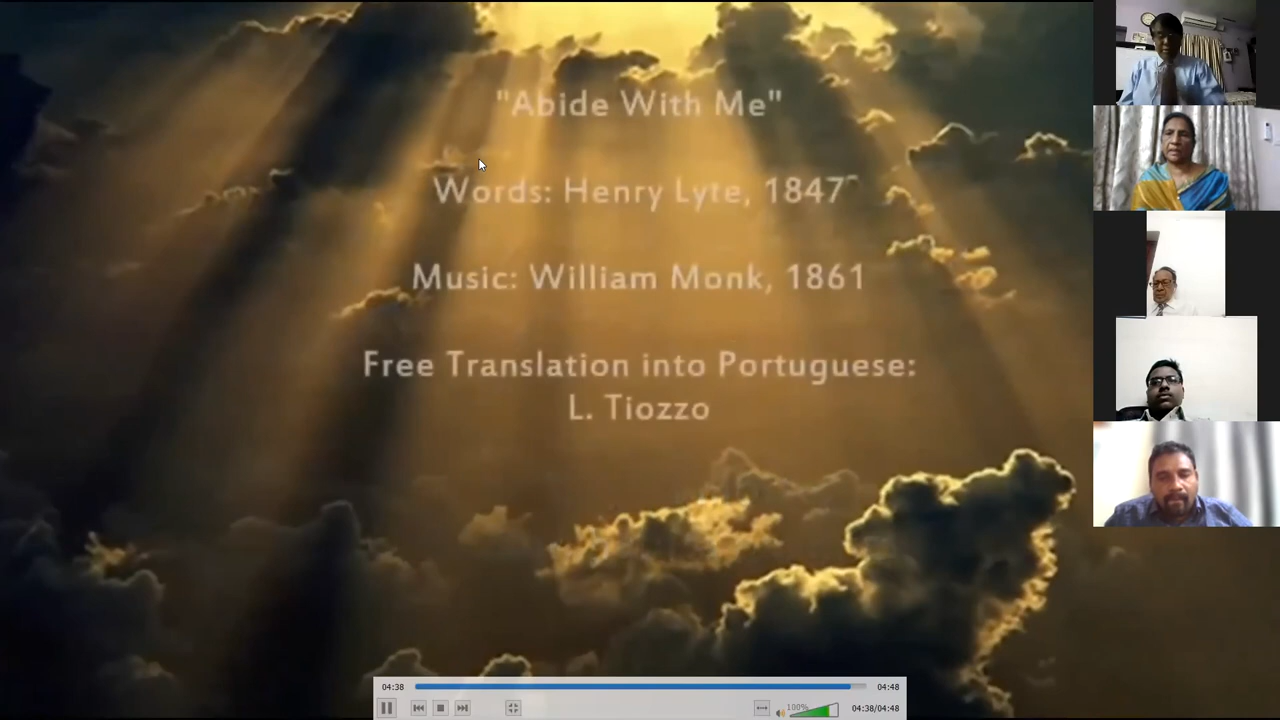 "Abide With Me"
Words: Henry Lyte, 1847
Music: William Monk, 1861
Free Translation into Portuguese:
L. Tiozzo
04:38
04:48
100%
04:38/04:48